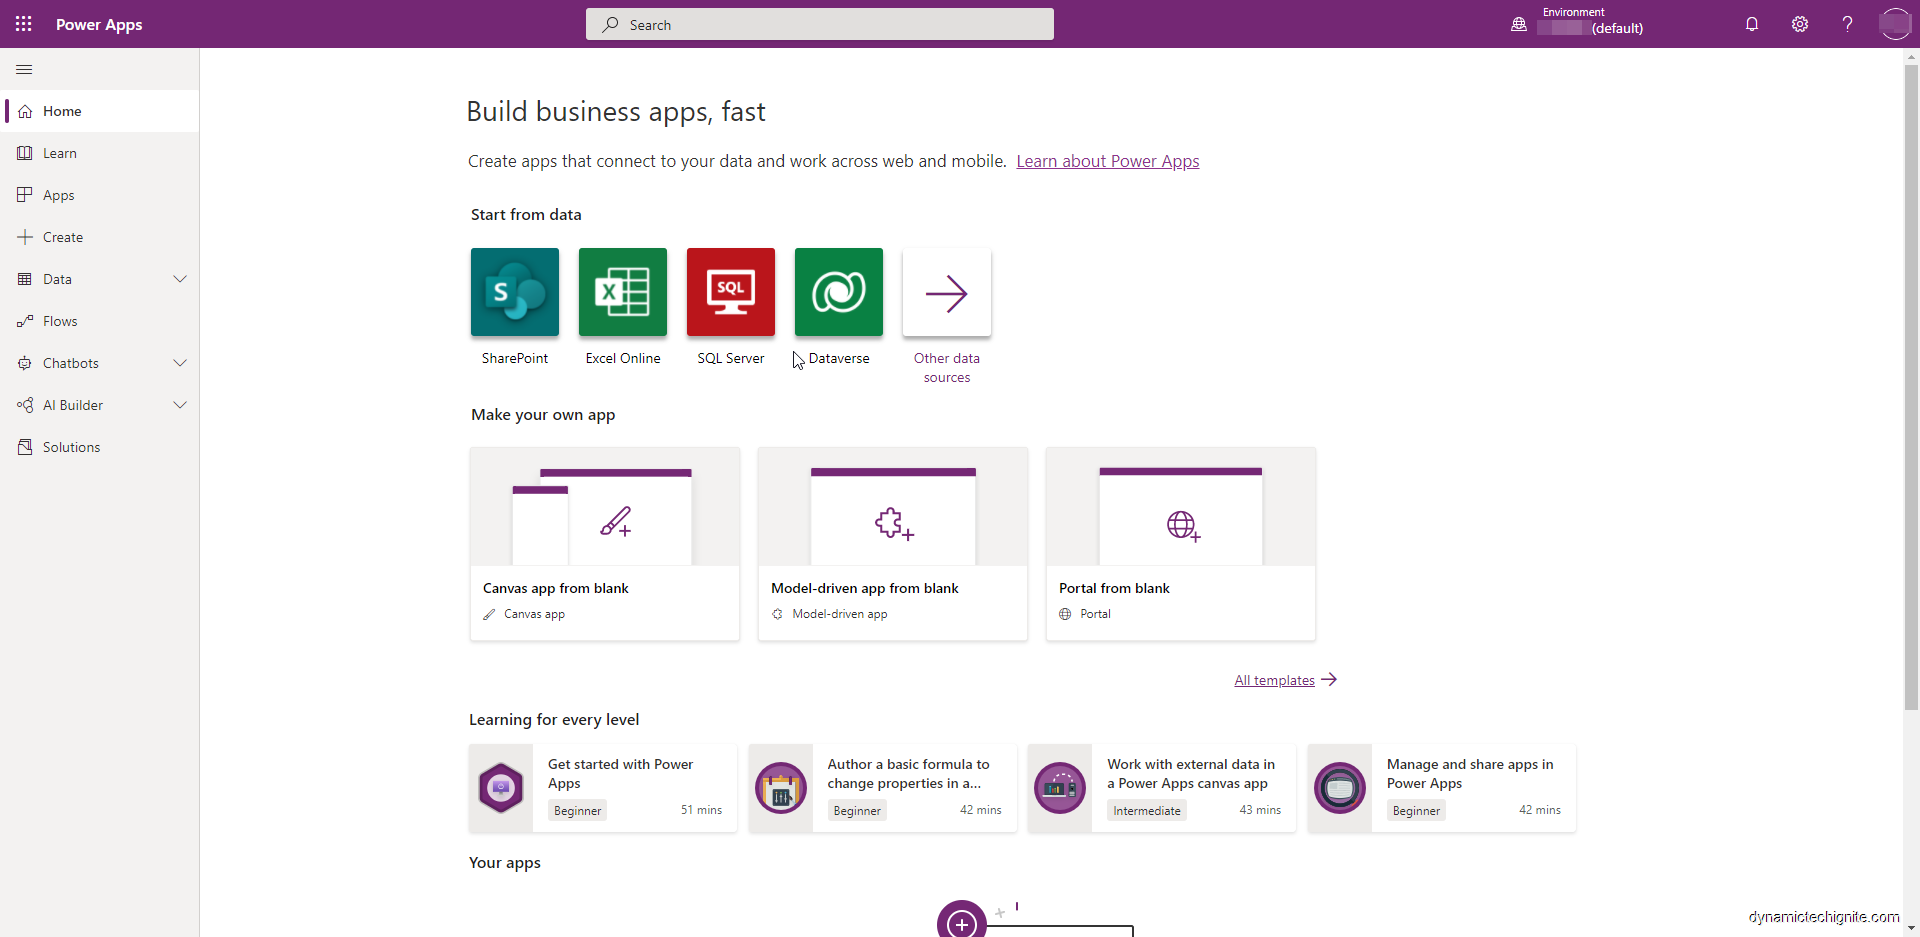 Power Apps
Search
Environment
(default)
?
Home
Learn
Apps
Create
Data
Flows
Chatbots
AI Builder
Solutions
Build business apps, fast
Create apps that connect to your data and work across web and mobile. Learn about Power Apps
Start from data
S
X
SQL
SharePoint
Excel Online
SQL Server
Dataverse
Other data
sources
Make your own app
Canvas app from blank
Canvas app
Model-driven app from blank
Model-driven app
Portal from blank
Portal
All templates
Learning for every level
Get started with Power
Apps
Beginner 51 mins
Author a basic formula to
change properties in a...
Beginner 42 mins
Work with external data in
a Power Apps canvas app
Intermediate 43 mins
Manage and share apps in
Power Apps
Beginner 42 mins
Your apps
dynamictechignite.com